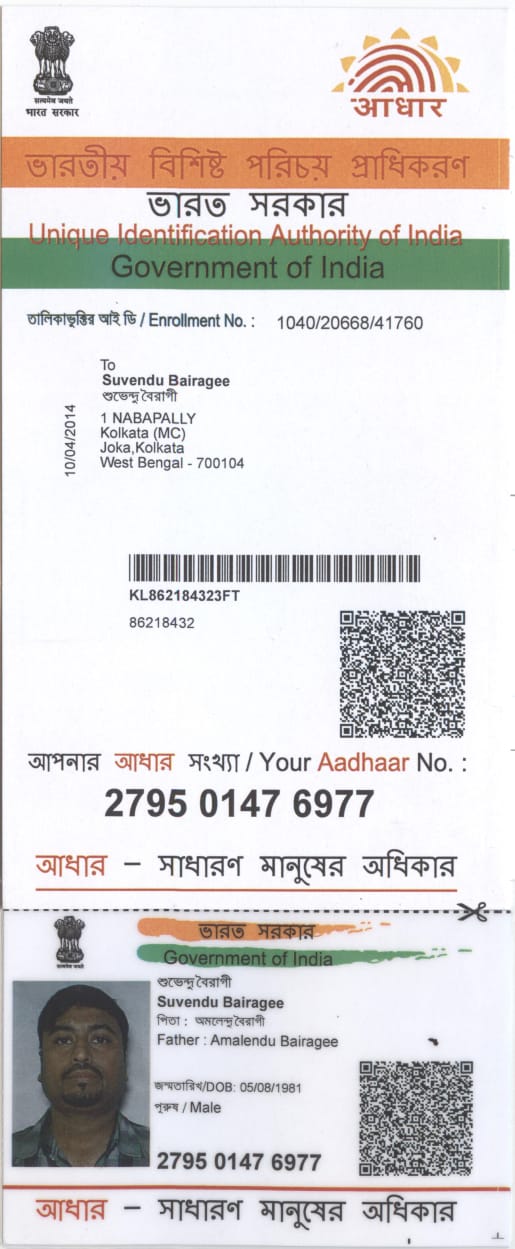 सत्यमेव जयते
भारत सरकार
आधार
ভারতীয় বিশিষ্ট পরিচয় প্রাধিকরণ
ভারত সরকার
Unique Identification Authority of India
Government of India
তালিকাভুক্তির আই ডি / Enrollment No. : 1040/20668/41760
To
Suvendu Bairagee
শুভেন্দু বৈরাগী
1 NABAPALLY
Kolkata (MC)
Joka,Kolkata
West Bengal - 700104
10/04/2014
KL862184323FT
86218432
আপনার আধার সংখ্যা / Your Aadhaar No. :
2795 0147 6977
আধার – সাধারণ মানুষের অধিকার
ভারত সরকার
Government of India
सत्यमेव जयते
শুভেন্দু বৈরাগী
Suvendu Bairagee
পিতা : অমলেন্দু বৈরাগী
Father : Amalendu Bairagee
জন্মতারিখ/DOB: 05/08/1981
পুরুষ / Male
2795 0147 6977
আধার – সাধারণ মানুষের অধিকার